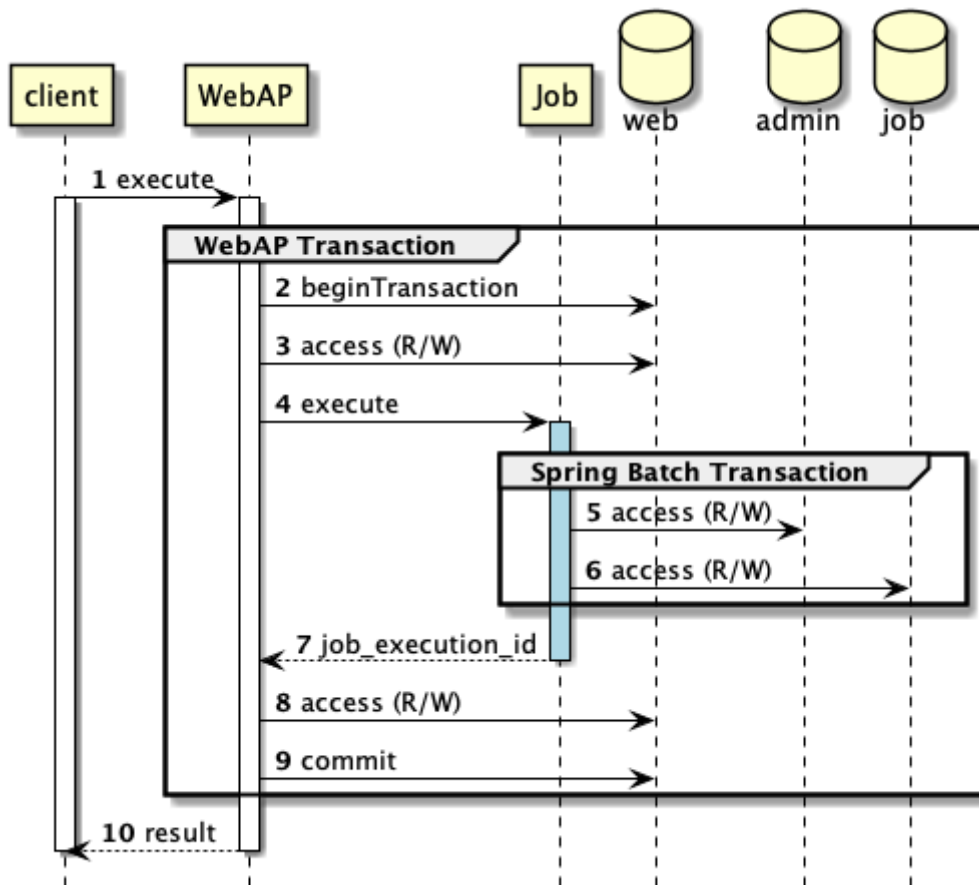 client
WebAP
Job
web
admin
job
1 execute
WebAP Transaction
2 beginTransaction
3 access (R/W)
4 execute
Spring Batch Transaction
5 access (R/W)
6 access (R/W)
7 job_execution_id
8 access (R/W)
9 commit
10 result